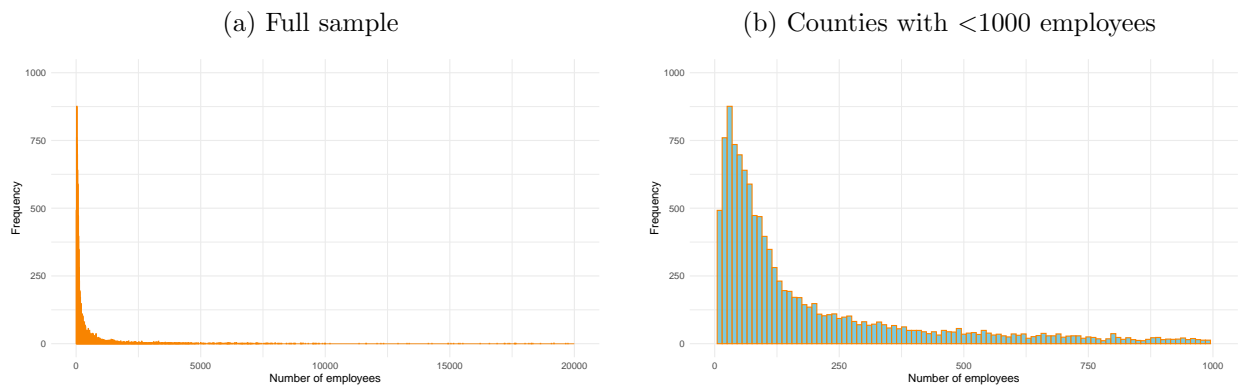 (a) Full sample
1000
750
500
250
0
Frequency
0 5000 10000 15000 20000
Number of employees
(b) Counties with <1000 employees
1000
750
500
250
0
Frequency
0 250 500 750 1000
Number of employees